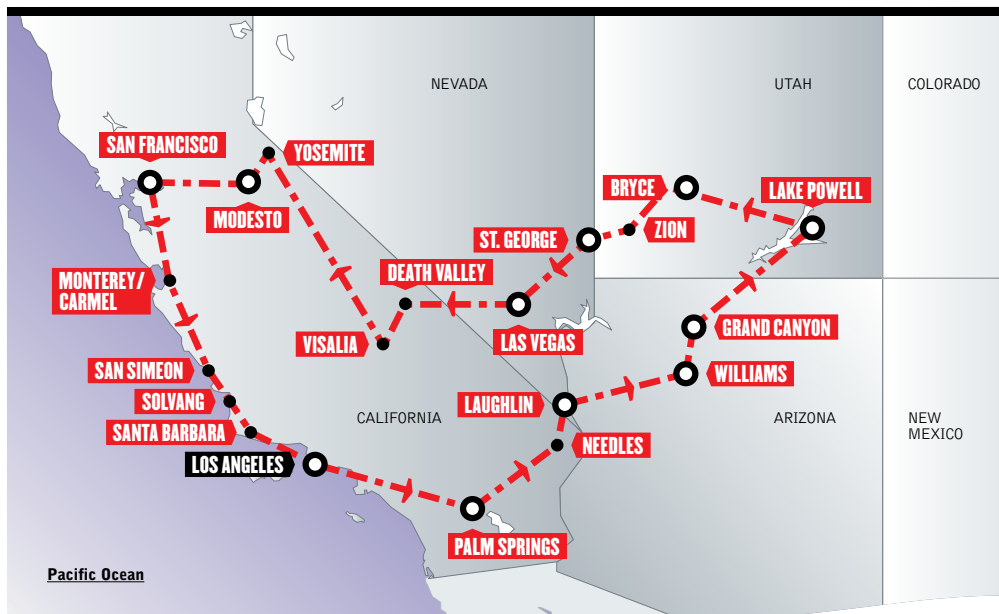 NEVADA
UTAH
COLORADO
SAN FRANCISCO
YOSEMITE
MODESTO
BRYCE
LAKE POWELL
ZION
ST. GEORGE
DEATH VALLEY
MONTEREY/
CARMEL
VISALIA
LAS VEGAS
GRAND CANYON
SAN SIMEON
WILLIAMS
SOLVANG
CALIFORNIA
LAUGHLIN
ARIZONA
NEW
MEXICO
SANTA BARBARA
NEEDLES
LOS ANGELES
PALM SPRINGS
Pacific Ocean